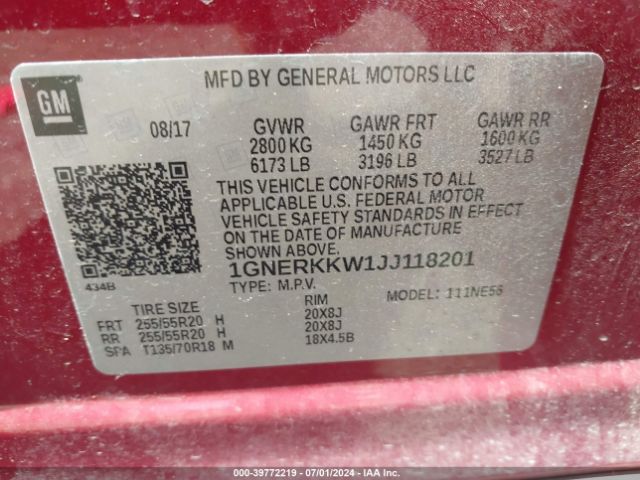 GM
MFD BY GENERAL MOTORS LLC
08/17 GVWR GAWR FRT GAWR RR
2800 KG 1450 KG 1600 KG
6173 LB 3196 LB 3527 LB
THIS VEHICLE CONFORMS TO ALL
APPLICABLE U.S. FEDERAL MOTOR
VEHICLE SAFETY STANDARDS IN EFFECT
ON THE DATE OF MANUFACTURE
SHOWN ABOVE.
434B 1GNERKKW1JJ118201
TYPE: M.P.V. MODEL: 111NE56
TIRE SIZE RIM
FRT 255/55R20 H 20X8J
RR 255/55R20 H 20X8J
SPA T135/70R18 M 18X4.5B
000-39772219 - 07/01/2024 - IAA Inc.